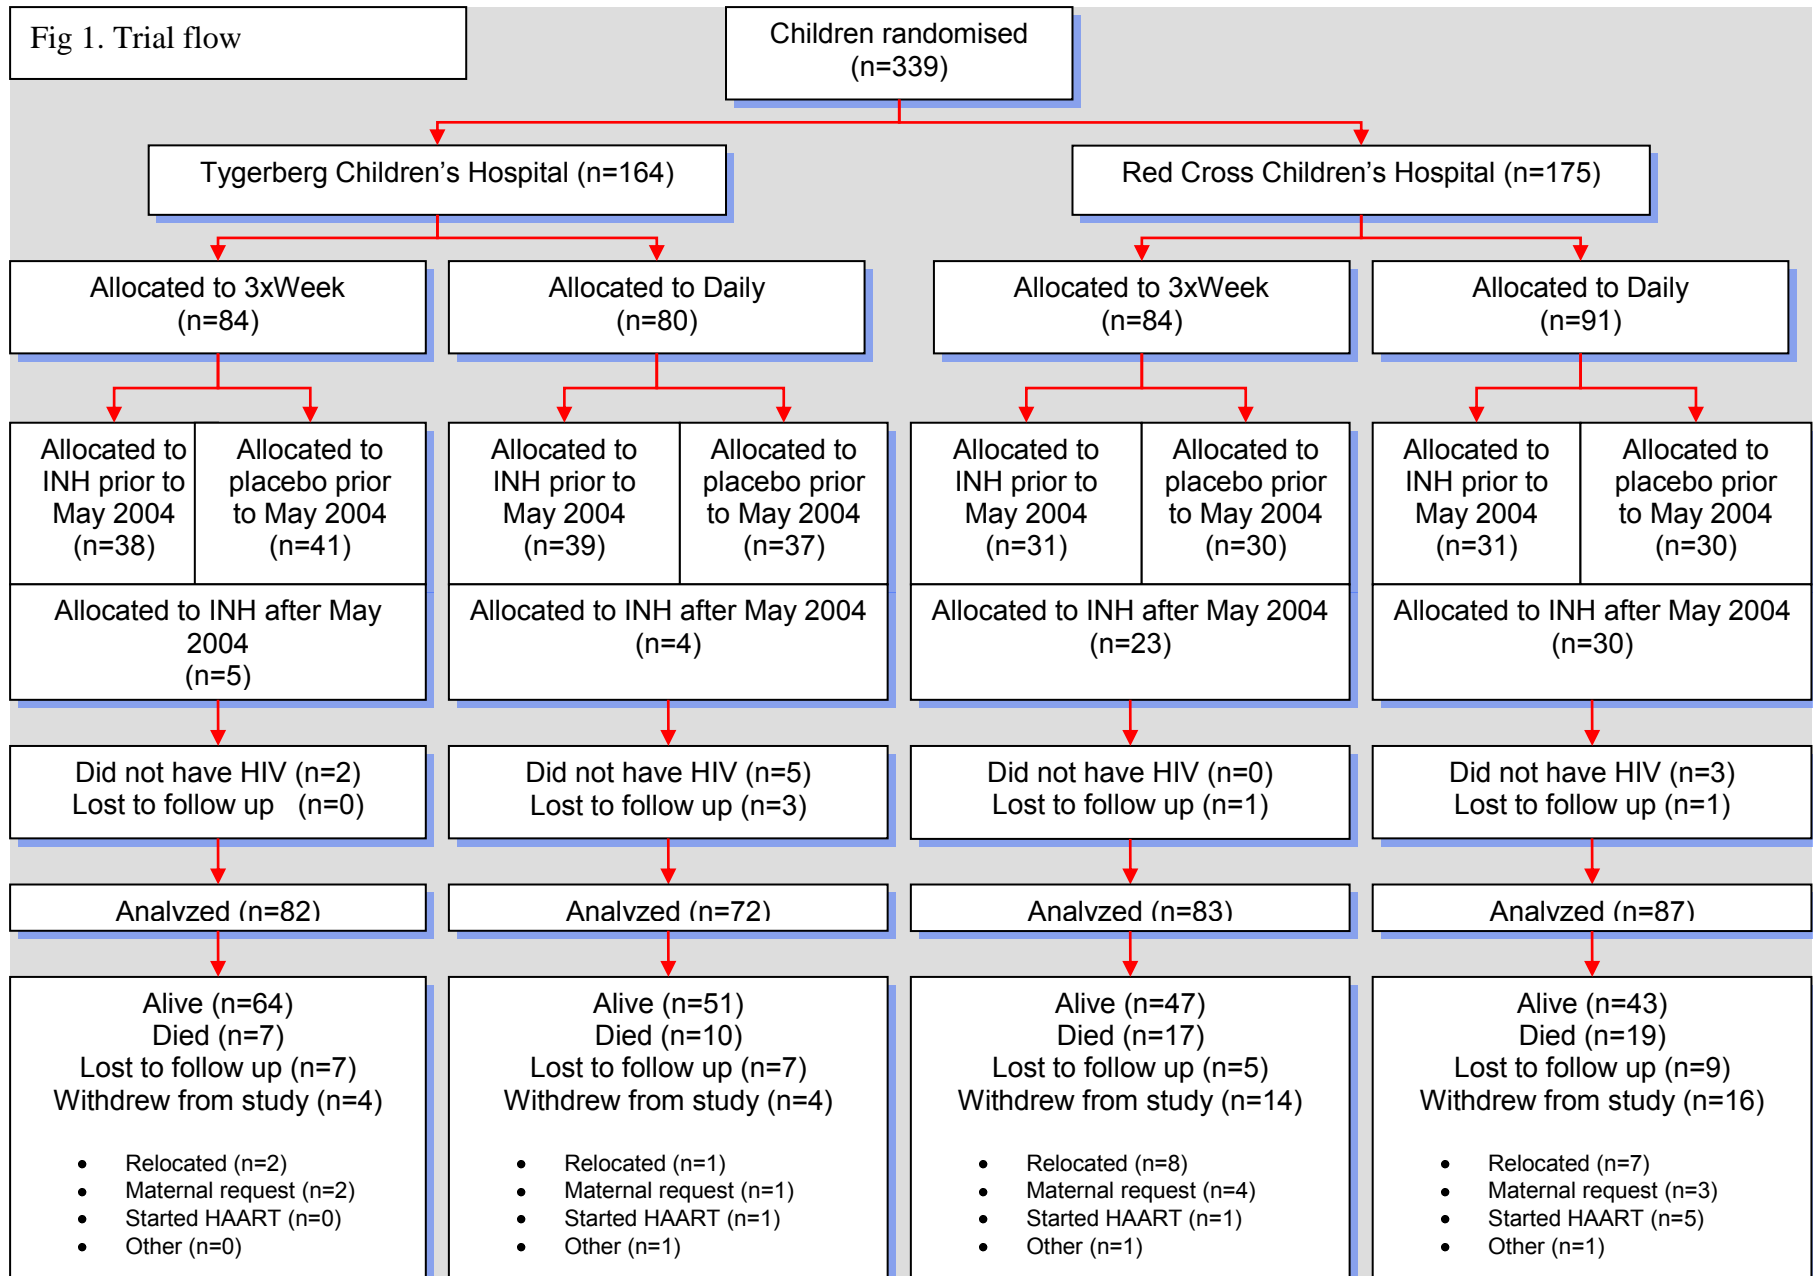 Fig 1. Trial flow
Children randomised
(n=339)
Tygerberg Children's Hospital (n=164)
Red Cross Children's Hospital (n=175)
Allocated to 3xWeek
(n=84)
Allocated to Daily
(n=80)
Allocated to 3xWeek
(n=84)
Allocated to Daily
(n=91)
Allocated to
INH prior to
May 2004
(n=38)
Allocated to
placebo prior
to May 2004
(n=41)
Allocated to
INH prior to
May 2004
(n=39)
Allocated to
placebo prior
to May 2004
(n=37)
Allocated to
INH prior to
May 2004
(n=31)
Allocated to
placebo prior
to May 2004
(n=30)
Allocated to
INH prior to
May 2004
(n=31)
Allocated to
placebo prior
to May 2004
(n=30)
Allocated to INH after May
2004
(n=5)
Allocated to INH after May 2004
(n=4)
Allocated to INH after May 2004
(n=23)
Allocated to INH after May 2004
(n=30)
Did not have HIV (n=2)
Lost to follow up (n=0)
Did not have HIV (n=5)
Lost to follow up (n=3)
Did not have HIV (n=0)
Lost to follow up (n=1)
Did not have HIV (n=3)
Lost to follow up (n=1)
Analyzed (n=82)
Analyzed (n=72)
Analyzed (n=83)
Analyzed (n=87)
Alive (n=64)
Died (n=7)
Lost to follow up (n=7)
Withdrew from study (n=4)
• Relocated (n=2)
• Maternal request (n=2)
• Started HAART (n=0)
• Other (n=0)
Alive (n=51)
Died (n=10)
Lost to follow up (n=7)
Withdrew from study (n=4)
• Relocated (n=1)
• Maternal request (n=1)
• Started HAART (n=1)
• Other (n=1)
Alive (n=47)
Died (n=17)
Lost to follow up (n=5)
Withdrew from study (n=14)
• Relocated (n=8)
• Maternal request (n=4)
• Started HAART (n=1)
• Other (n=1)
Alive (n=43)
Died (n=19)
Lost to follow up (n=9)
Withdrew from study (n=16)
• Relocated (n=7)
• Maternal request (n=3)
• Started HAART (n=5)
• Other (n=1)